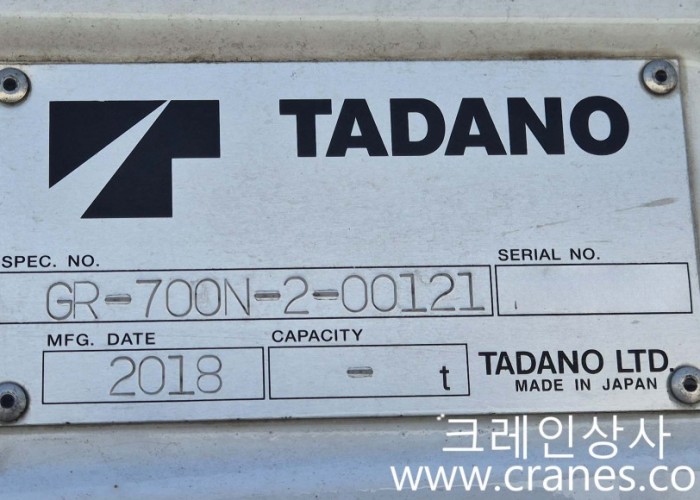 TADANO
SPEC. NO.
GR-700N-2-00121
SERIAL NO.
MFG. DATE
2018
CAPACITY
- t
TADANO LTD.
MADE IN JAPAN
크레인상사
www.cranes.co